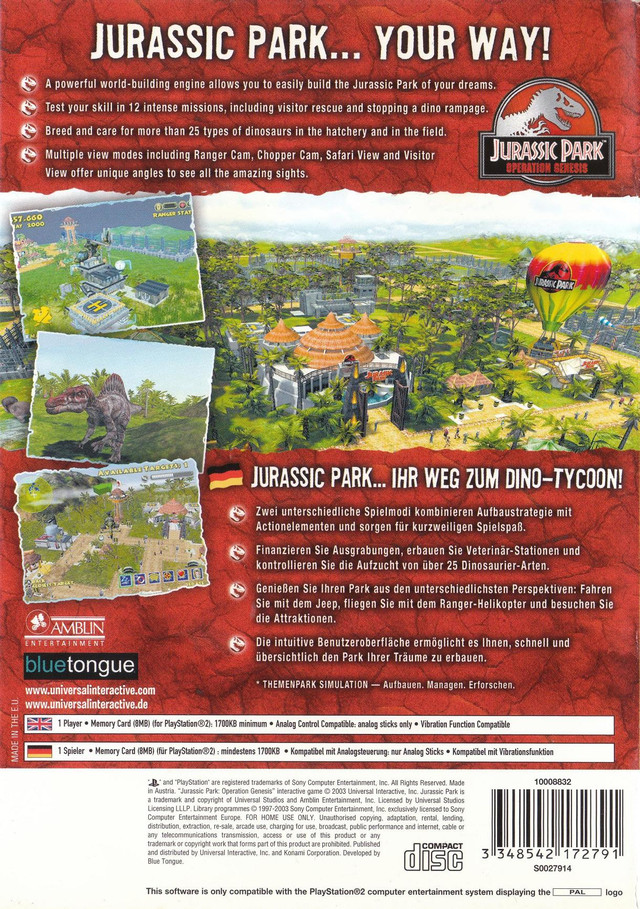 JURASSIC PARK... YOUR WAY!
A powerful world-building engine allows you to easily build the Jurassic Park of your dreams.
Test your skill in 12 intense missions, including visitor rescue and stopping a dino rampage.
Breed and care for more than 25 types of dinosaurs in the hatchery and in the field.
Multiple view modes including Ranger Cam, Chopper Cam, Safari View and Visitor
View offer unique angles to see all the amazing sights.
JURASSIC PARK
OPERATION GENESIS
RANGER STAT
JURASSIC PARK
AVAILABLE TARGETS: 1
JURASSIC PARK... IHR WEG ZUM DINO-TYCOON!
Zwei unterschiedliche Spielmodi kombinieren Aufbaustrategie mit
Actionelementen und sorgen für kurzweiligen Spielspaß.
Finanzieren Sie Ausgrabungen, erbauen Sie Veterinär-Stationen und
kontrollieren Sie die Aufzucht von über 25 Dinosaurier-Arten.
Genießen Sie Ihren Park aus den unterschiedlichsten Perspektiven: Fahren
Sie mit dem Jeep, fliegen Sie mit dem Ranger-Helikopter und besuchen Sie
die Attraktionen.
Die intuitive Benutzeroberfläche ermöglicht es Ihnen, schnell und
übersichtlich den Park Ihrer Träume zu erbauen.
* THEMENPARK SIMULATION — Aufbauen. Managen. Erforschen.
AMBLIN
ENTERTAINMENT
bluetongue
www.universalinteractive.com
www.universalinteractive.de
MADE IN THE E.U.
1 Player • Memory Card (8MB) (for PlayStation®2): 1700KB minimum • Analog Control Compatible: analog sticks only • Vibration Function Compatible
1 Spieler • Memory Card (8MB) (für PlayStation®2) : mindestens 1700KB • Kompatibel mit Analogsteuerung: nur Analog Sticks • Kompatibel mit Vibrationsfunktion
" " and "PlayStation" are registered trademarks of Sony Computer Entertainment, Inc. All Rights Reserved. Made
in Austria. "Jurassic Park: Operation Genesis" interactive game © 2003 Universal Interactive, Inc. Jurassic Park is
a trademark and copyright of Universal Studios and Amblin Entertainment, Inc. Licensed by Universal Studios
Licensing LLLP. Library programmes © 1997-2003 Sony Computer Entertainment Inc. exclusively licensed to Sony
Computer Entertainment Europe. FOR HOME USE ONLY. Unauthorised copying, adaptation, rental, lending,
distribution, extraction, re-sale, arcade use, charging for use, broadcast, public performance and internet, cable or
any telecommunications transmission, access or use of this product or any
trademark or copyright work that forms part of this product are prohibited. Published
and distributed by Universal Interactive, Inc. and Konami Corporation. Developed by
Blue Tongue.
COMPACT
disc
10008832
3 348542 172791
S0027914
This software is only compatible with the PlayStation®2 computer entertainment system displaying the PAL logo